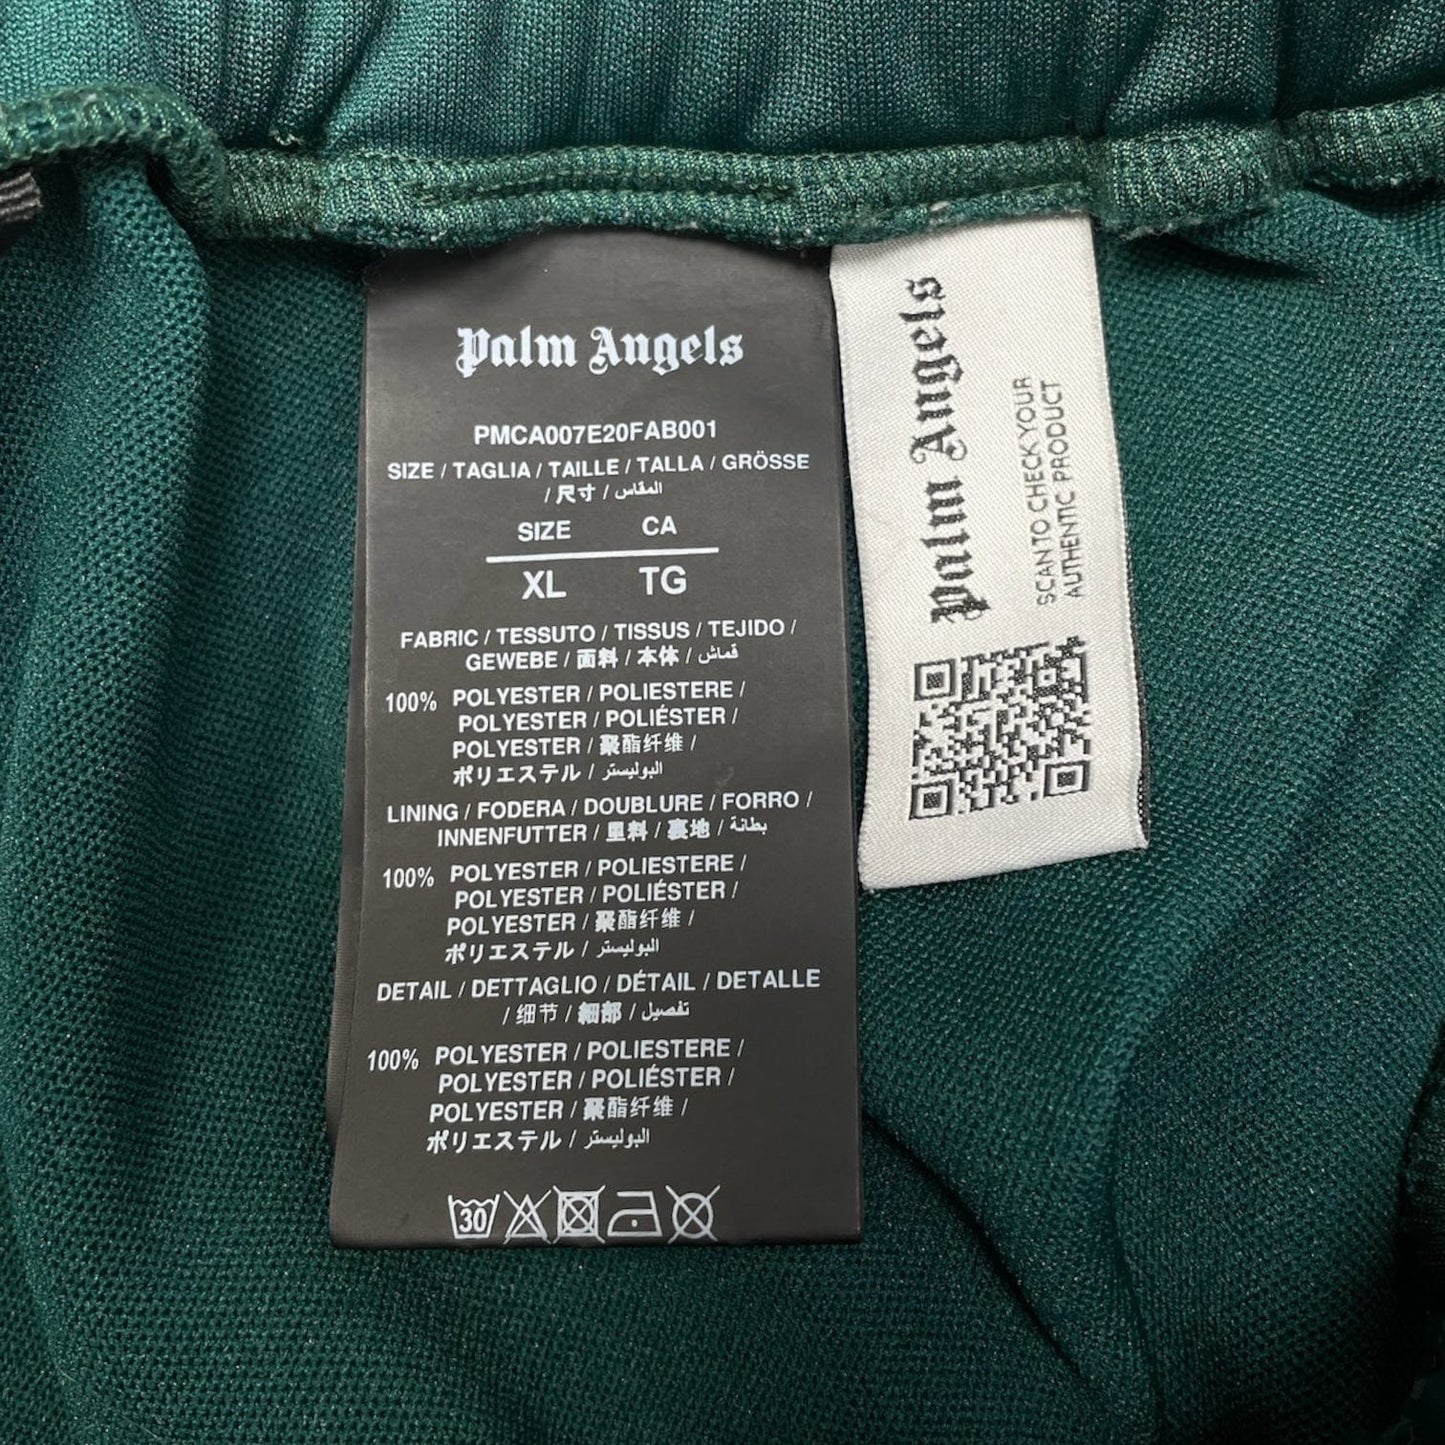 Palm Angels
PMCA007E20FAB001
SIZE / TAGLIA / TAILLE / TALLA / GRÖSSE
/ 尺寸 / المقاس
SIZE CA
XL TG
FABRIC / TESSUTO / TISSUS / TEJIDO /
GEWEBE / 面料 / 本体 / قماش
100% POLYESTER / POLIESTERE /
POLYESTER / POLIÉSTER /
POLYESTER / 聚酯纤维 /
ポリエステル / البوليستر
LINING / FODERA / DOUBLURE / FORRO /
INNENFUTTER / 里料 / 裏地 / بطانة
100% POLYESTER / POLIESTERE /
POLYESTER / POLIÉSTER /
POLYESTER / 聚酯纤维 /
ポリエステル / البوليستر
DETAIL / DETTAGLIO / DÉTAIL / DETALLE
/ 细节 / 細部 / تفصيل
100% POLYESTER / POLIESTERE /
POLYESTER / POLIÉSTER /
POLYESTER / 聚酯纤维 /
ポリエステル / البوليستر
30
Palm Angels
SCAN TO CHECK YOUR
AUTHENTIC PRODUCT